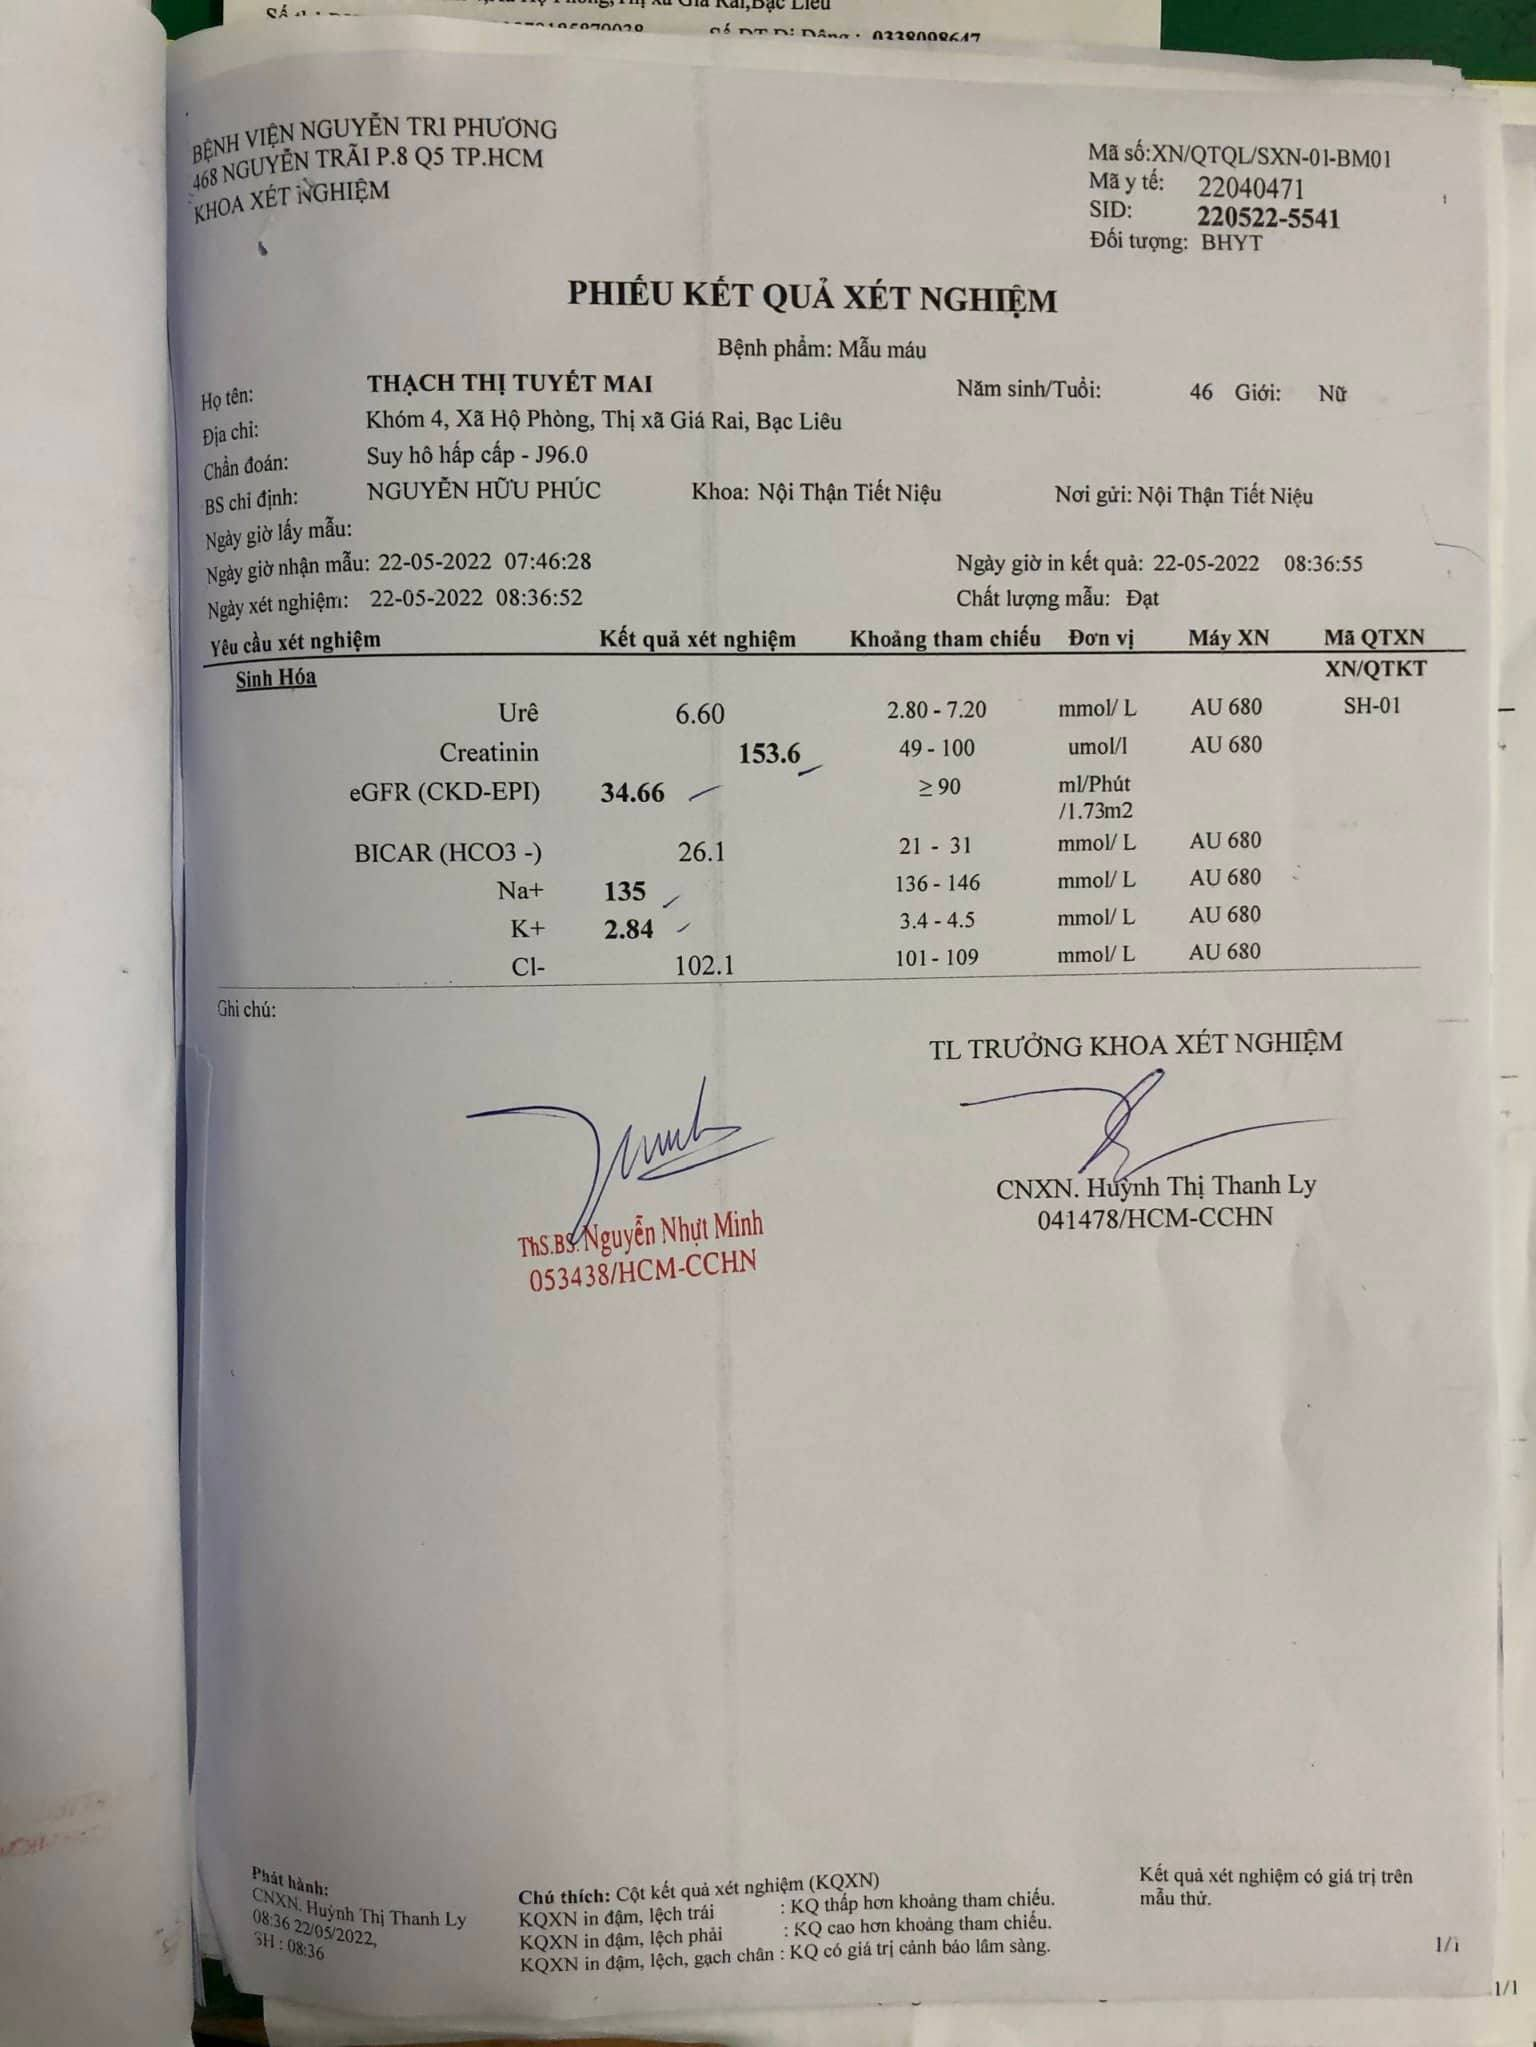 Xã Hộ Phòng, Thị xã Giá Rai, Bạc Liêu
Số ĐT Di Động : 0338098647
BỆNH VIỆN NGUYỄN TRI PHƯƠNG
468 NGUYỄN TRÃI P.8 Q5 TP.HCM
KHOA XÉT NGHIỆM
Mã số:XN/QTQL/SXN-01-BM01
Mã y tế: 22040471
SID: 220522-5541
Đối tượng: BHYT
PHIẾU KẾT QUẢ XÉT NGHIỆM
Bệnh phẩm: Mẫu máu
Họ tên: THẠCH THỊ TUYẾT MAI Năm sinh/Tuổi: 46 Giới: Nữ
Địa chỉ: Khóm 4, Xã Hộ Phòng, Thị xã Giá Rai, Bạc Liêu
Chẩn đoán: Suy hô hấp cấp - J96.0
BS chỉ định: NGUYỄN HỮU PHÚC Khoa: Nội Thận Tiết Niệu Nơi gửi: Nội Thận Tiết Niệu
Ngày giờ lấy mẫu:
Ngày giờ nhận mẫu: 22-05-2022 07:46:28 Ngày giờ in kết quả: 22-05-2022 08:36:55
Ngày xét nghiệm: 22-05-2022 08:36:52 Chất lượng mẫu: Đạt
Yêu cầu xét nghiệm Kết quả xét nghiệm Khoảng tham chiếu Đơn vị Máy XN Mã QTXN
Sinh Hóa XN/QTKT
Urê 6.60 2.80 - 7.20 mmol/ L AU 680 SH-01
Creatinin 153.6 49 - 100 umol/l AU 680
eGFR (CKD-EPI) 34.66 ≥ 90 ml/Phút
/1.73m2
BICAR (HCO3 -) 26.1 21 - 31 mmol/ L AU 680
Na+ 135 136 - 146 mmol/ L AU 680
K+ 2.84 3.4 - 4.5 mmol/ L AU 680
Cl- 102.1 101 - 109 mmol/ L AU 680
Ghi chú:
TL TRƯỞNG KHOA XÉT NGHIỆM
CNXN. Huỳnh Thị Thanh Ly
041478/HCM-CCHN
ThS.BS. Nguyễn Nhựt Minh
053438/HCM-CCHN
Phát hành:
CNXN. Huỳnh Thị Thanh Ly
08:36 22/05/2022,
SH : 08:36
Chú thích: Cột kết quả xét nghiệm (KQXN)
KQXN in đậm, lệch trái : KQ thấp hơn khoảng tham chiếu.
KQXN in đậm, lệch phải : KQ cao hơn khoảng tham chiếu.
KQXN in đậm, lệch, gạch chân : KQ có giá trị cảnh báo lâm sàng.
Kết quả xét nghiệm có giá trị trên
mẫu thử.
1/1
1/1